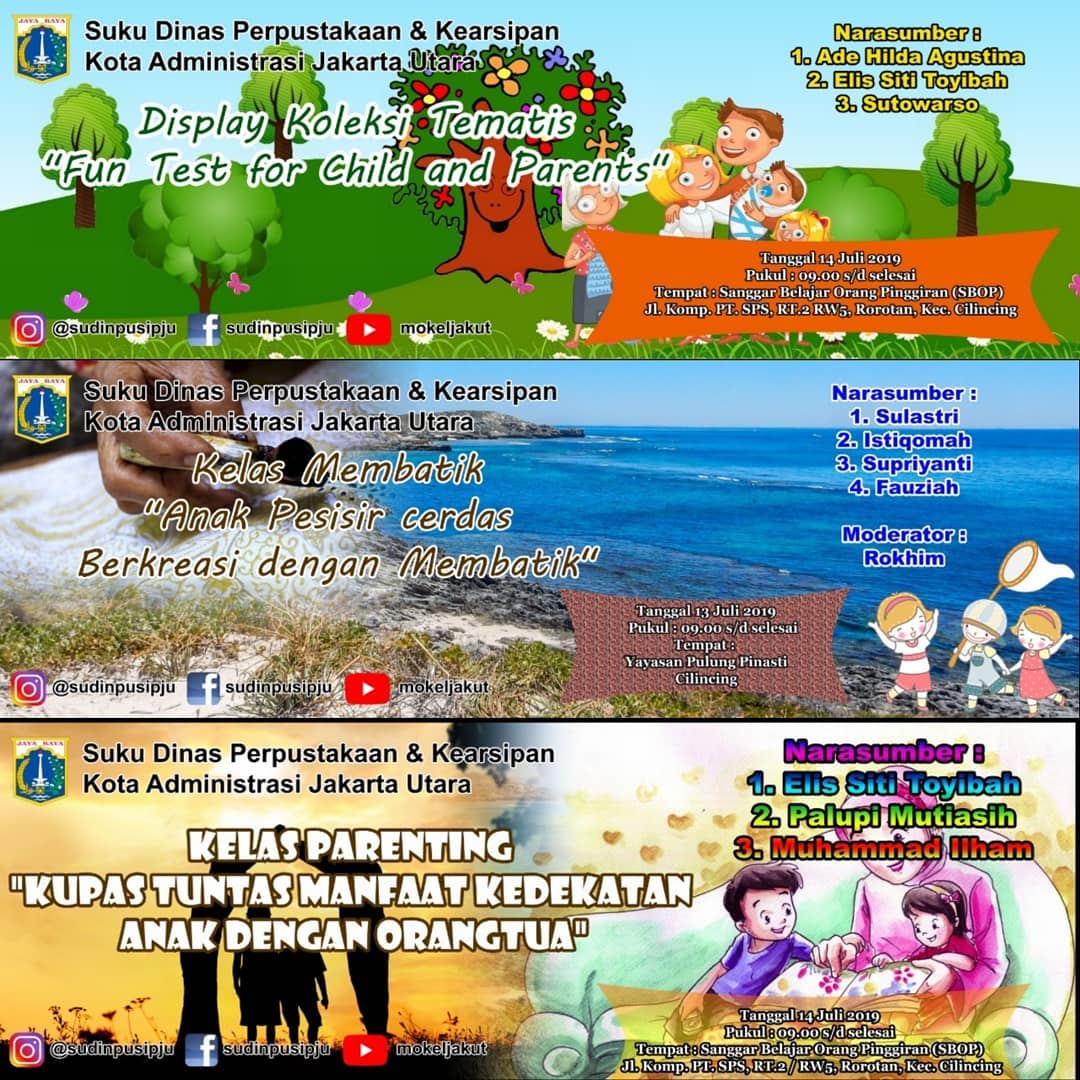 JAYA RAYA
Suku Dinas Perpustakaan & Kearsipan
Kota Administrasi Jakarta Utara
Display Koleksi Tematis
"Fun Test for Child and Parents"
Narasumber :
1. Ade Hilda Agustina
2. Elis Siti Toyibah
3. Sutowarso
Tanggal 14 Juli 2019
Pukul : 09.00 s/d selesai
Tempat : Sanggar Belajar Orang Pinggiran (SBOP)
Jl. Komp. PT. SPS, RT.2 RW5, Rorotan, Kec. Cilincing
@sudinpusipju sudinpusipju mokeljakut
JAYA RAYA
Suku Dinas Perpustakaan & Kearsipan
Kota Administrasi Jakarta Utara
Kelas Membatik
"Anak Pesisir cerdas
Berkreasi dengan Membatik"
Narasumber :
1. Sulastri
2. Istiqomah
3. Supriyanti
4. Fauziah
Moderator :
Rokhim
Tanggal 13 Juli 2019
Pukul : 09.00 s/d selesai
Tempat :
Yayasan Pulung Pinasti
Cilincing
@sudinpusipju sudinpusipju mokeljakut
JAYA RAYA
Suku Dinas Perpustakaan & Kearsipan
Kota Administrasi Jakarta Utara
KELAS PARENTING
"KUPAS TUNTAS MANFAAT KEDEKATAN
ANAK DENGAN ORANGTUA"
Narasumber :
1. Elis Siti Toyibah
2. Palupi Mutiasih
3. Muhammad Ilham
Tanggal 14 Juli 2019
Pukul : 09.00 s/d selesai
Tempat : Sanggar Belajar Orang Pinggiran (SBOP)
Jl. Komp. PT. SPS, RT.2 / RW5, Rorotan, Kec. Cilincing
@sudinpusipju sudinpusipju mokeljakut